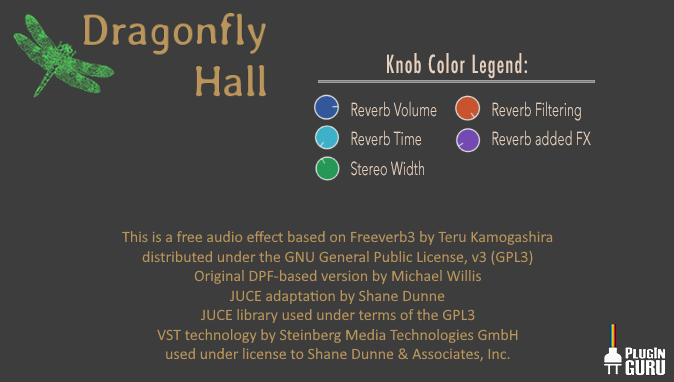 Dragonfly
Hall
Knob Color Legend:
Reverb Volume
Reverb Filtering
Reverb Time
Reverb added FX
Stereo Width
This is a free audio effect based on Freeverb3 by Teru Kamogashira
distributed under the GNU General Public License, v3 (GPL3)
Original DPF-based version by Michael Willis
JUCE adaptation by Shane Dunne
JUCE library used under terms of the GPL3
VST technology by Steinberg Media Technologies GmbH
used under license to Shane Dunne & Associates, Inc.
PLUGIN
GURU